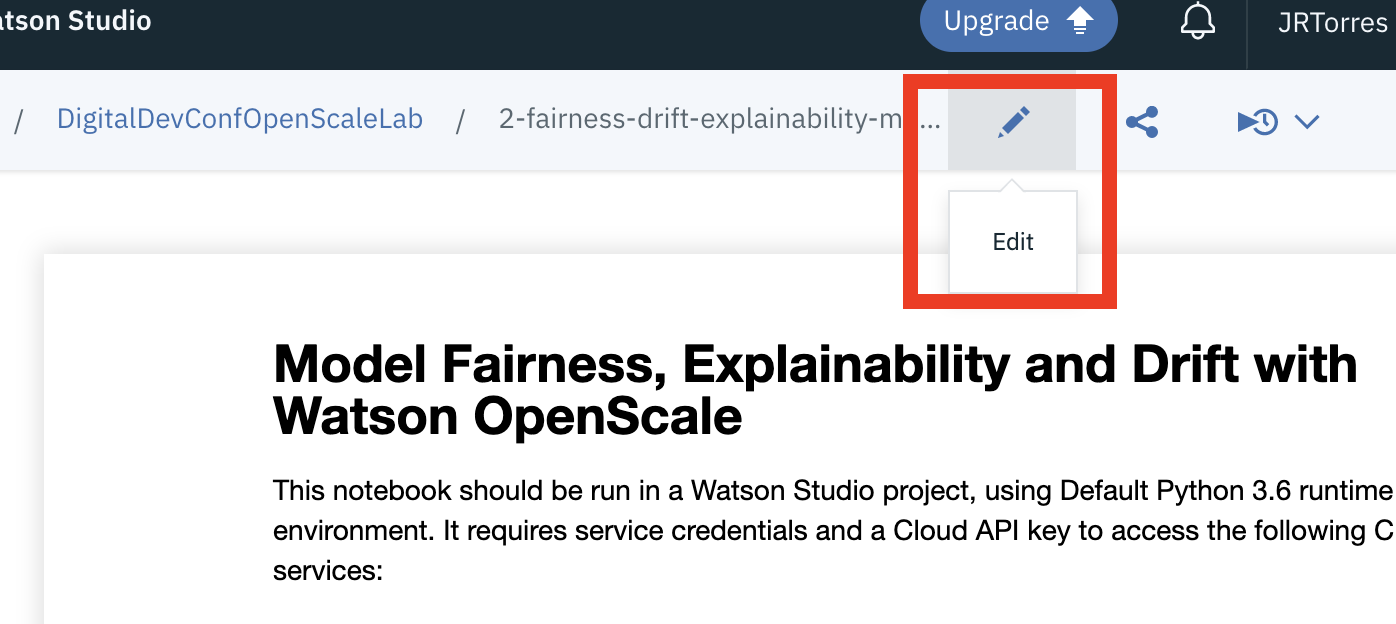 tson Studio
Upgrade
JRTorres
/ DigitalDevConfOpenScaleLab / 2-fairness-drift-explainability-m...
Edit
Model Fairness, Explainability and Drift with
Watson OpenScale
This notebook should be run in a Watson Studio project, using Default Python 3.6 runtime
environment. It requires service credentials and a Cloud API key to access the following C
services: